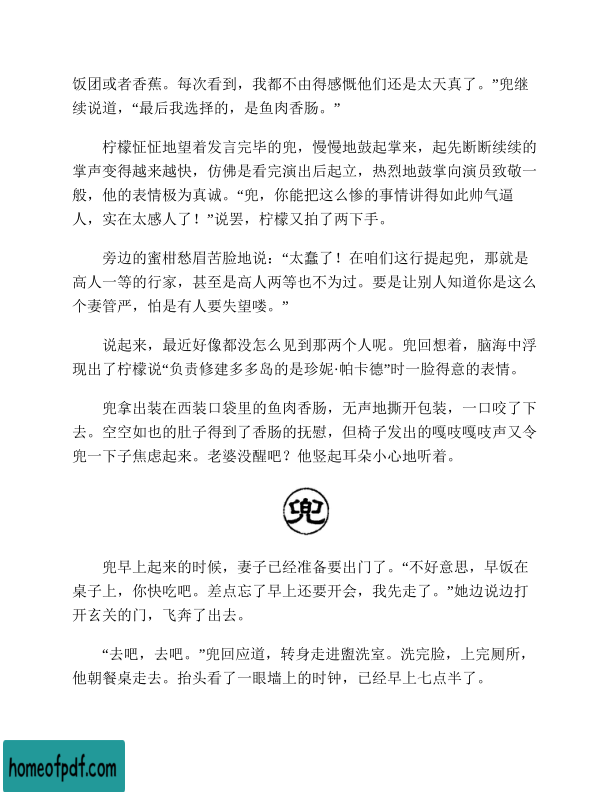 饭团或者香蕉。每次看到，我都不由得感慨他们还是太天真了。”兜继
续说道，“最后我选择的，是鱼肉香肠。”
柠檬怔怔地望着发言完毕的兜，慢慢地鼓起掌来，起先断断续续的
掌声变得越来越快，仿佛是看完演出后起立，热烈地鼓掌向演员致敬一
般，他的表情极为真诚。“兜，你能把这么惨的事情讲得如此帅气逼
人，实在太感人了！”说罢，柠檬又拍了两下手。
旁边的蜜柑愁眉苦脸地说：“太蠢了！在咱们这行提起兜，那就是
高人一等的行家，甚至是高人两等也不为过。要是让别人知道你是这么
个妻管严，怕是有人要失望喽。”
说起来，最近好像都没怎么见到那两个人呢。兜回想着，脑海中浮
现出了柠檬说“负责修建多多岛的是珍妮·帕卡德”时一脸得意的表情。
兜拿出装在西装口袋里的鱼肉香肠，无声地撕开包装，一口咬了下
去。空空如也的肚子得到了香肠的抚慰，但椅子发出的嘎吱嘎吱声又令
兜一下子焦虑起来。老婆没醒吧？他竖起耳朵小心地听着。
兜
兜早上起来的时候，妻子已经准备要出门了。“不好意思，早饭在
桌子上，你快吃吧。差点忘了早上还要开会，我先走了。”她边说边打
开玄关的门，飞奔了出去。
“去吧，去吧。”兜回应道，转身走进盥洗室。洗完脸，上完厕所，
他朝餐桌走去。抬头看了一眼墙上的时钟，已经早上七点半了。
homeofpdf.com